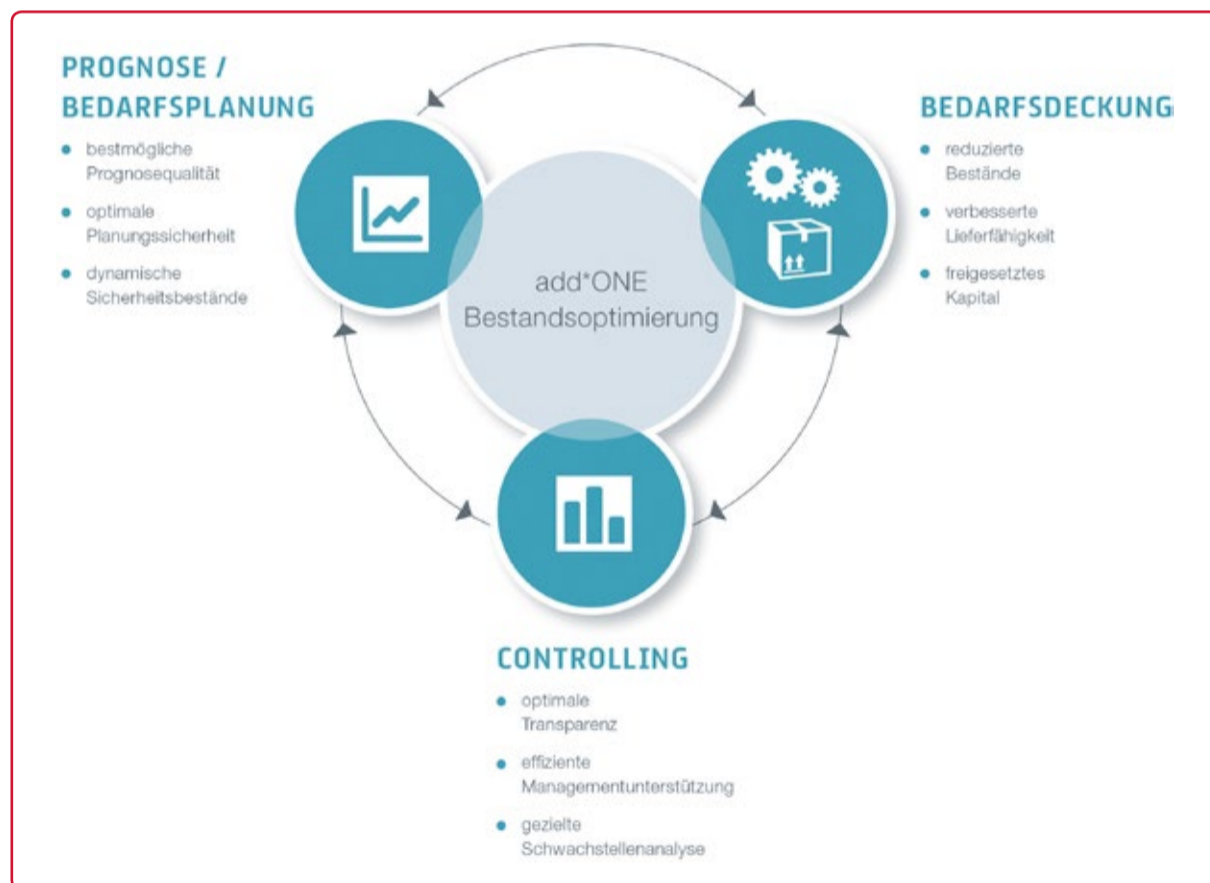 PROGNOSE /
BEDARFSPLANUNG
bestmögliche
Prognosequalität
optimale
Planungssicherheit
dynamische
Sicherheitsbestände
BEDARFSDECKUNG
reduzierte
Bestände
verbesserte
Lieferfähigkeit
freigesetztes
Kapital
add*ONE
Bestandsoptimierung
CONTROLLING
optimale
Transparenz
effiziente
Managementunterstützung
gezielte
Schwachstellenanalyse